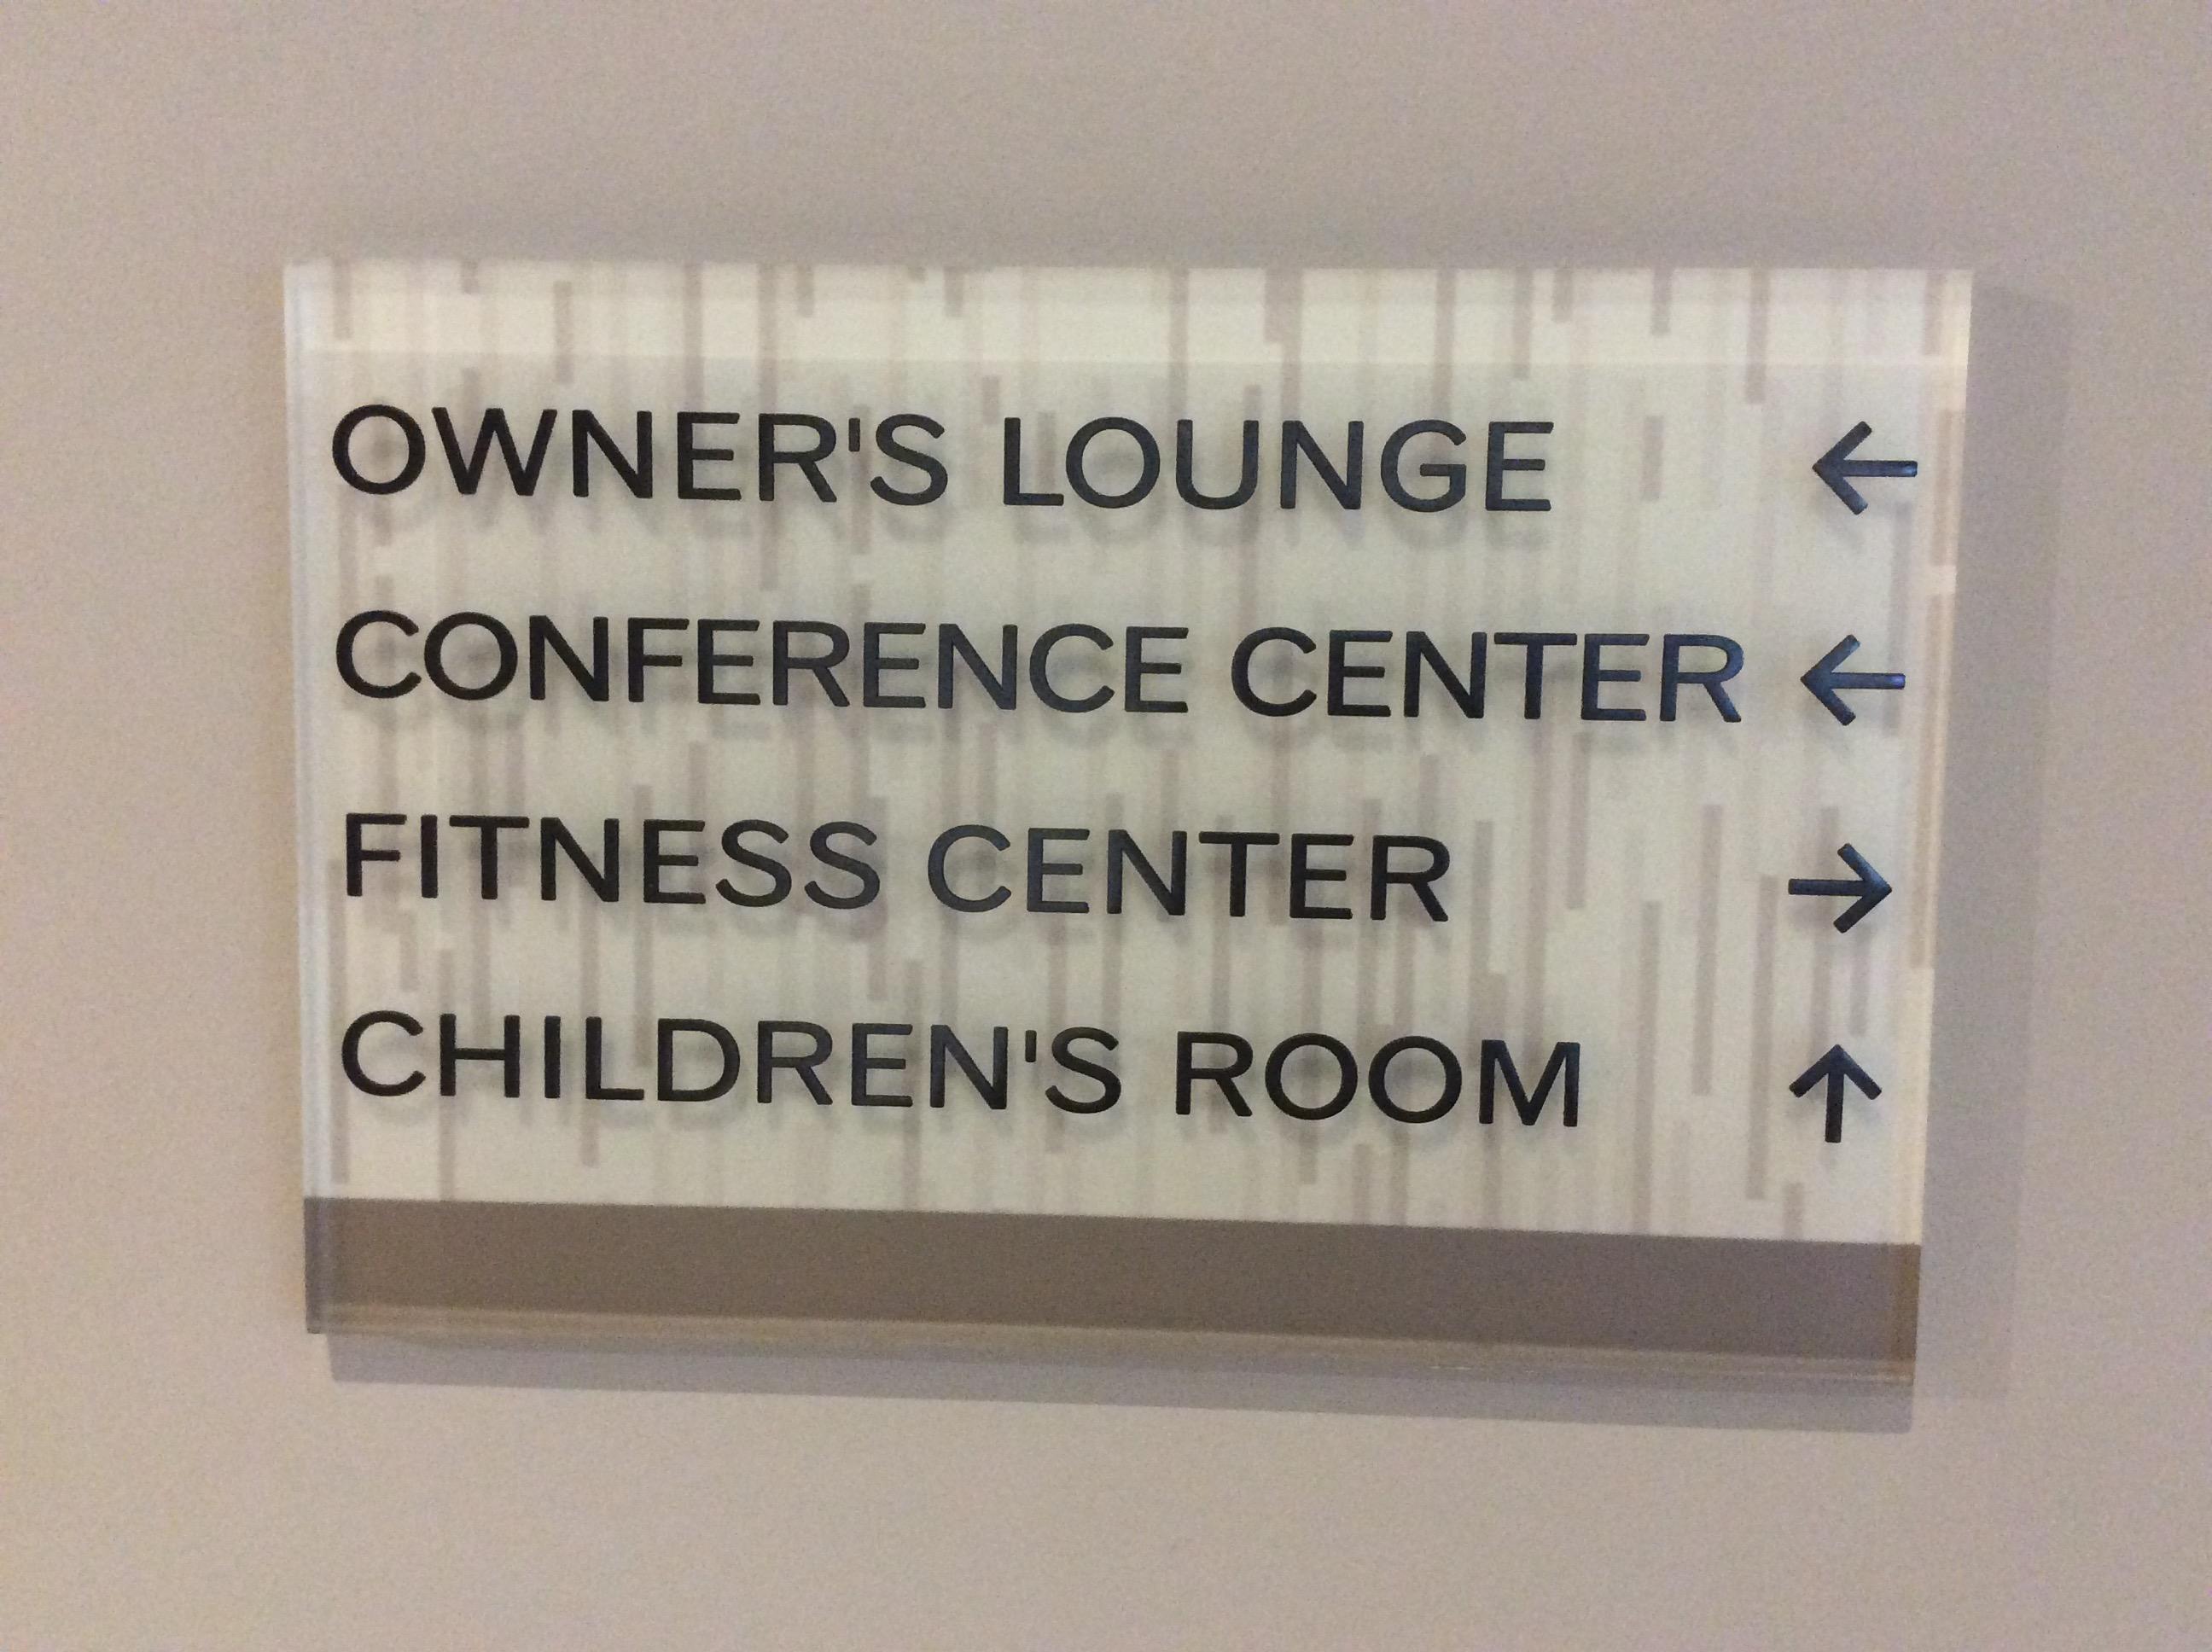 OWNER'S LOUNGE ←
CONFERENCE CENTER ←
FITNESS CENTER →
CHILDREN'S ROOM ↑